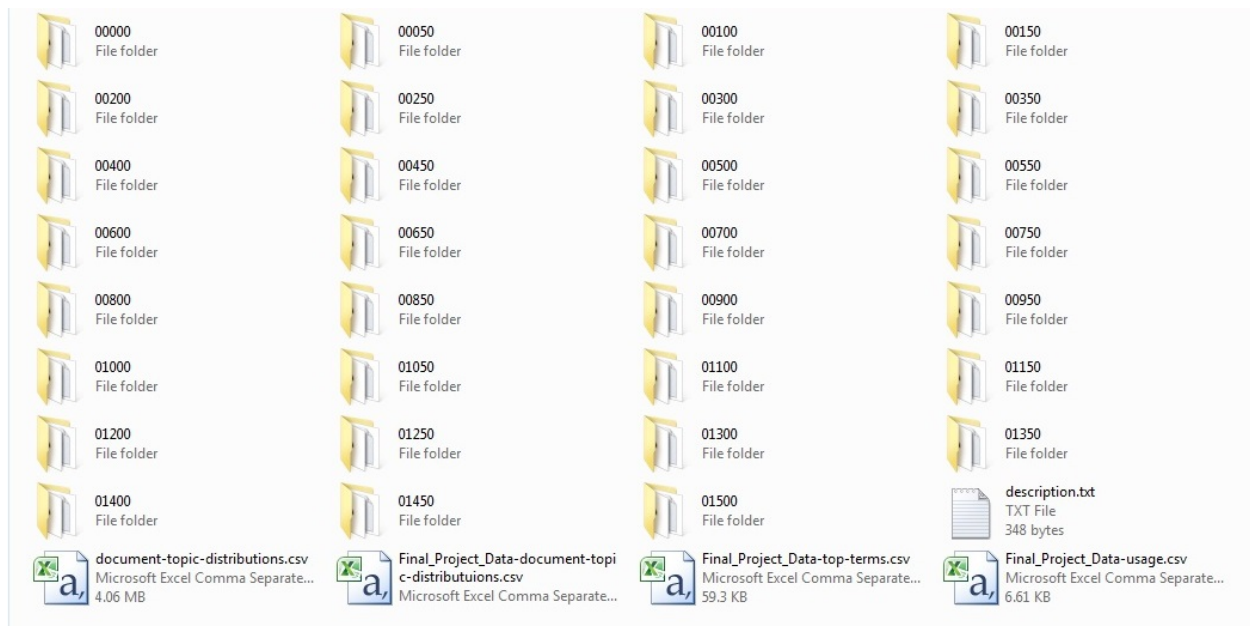 00000
File folder
00050
File folder
00100
File folder
00150
File folder
00200
File folder
00250
File folder
00300
File folder
00350
File folder
00400
File folder
00450
File folder
00500
File folder
00550
File folder
00600
File folder
00650
File folder
00700
File folder
00750
File folder
00800
File folder
00850
File folder
00900
File folder
00950
File folder
01000
File folder
01050
File folder
01100
File folder
01150
File folder
01200
File folder
01250
File folder
01300
File folder
01350
File folder
01400
File folder
01450
File folder
01500
File folder
description.txt
TXT File
348 bytes
a,
document-topic-distributions.csv
Microsoft Excel Comma Separate...
4.06 MB
a,
Final_Project_Data-document-topi
c-distributuions.csv
Microsoft Excel Comma Separate...
a,
Final_Project_Data-top-terms.csv
Microsoft Excel Comma Separate...
59.3 KB
a,
Final_Project_Data-usage.csv
Microsoft Excel Comma Separate...
6.61 KB